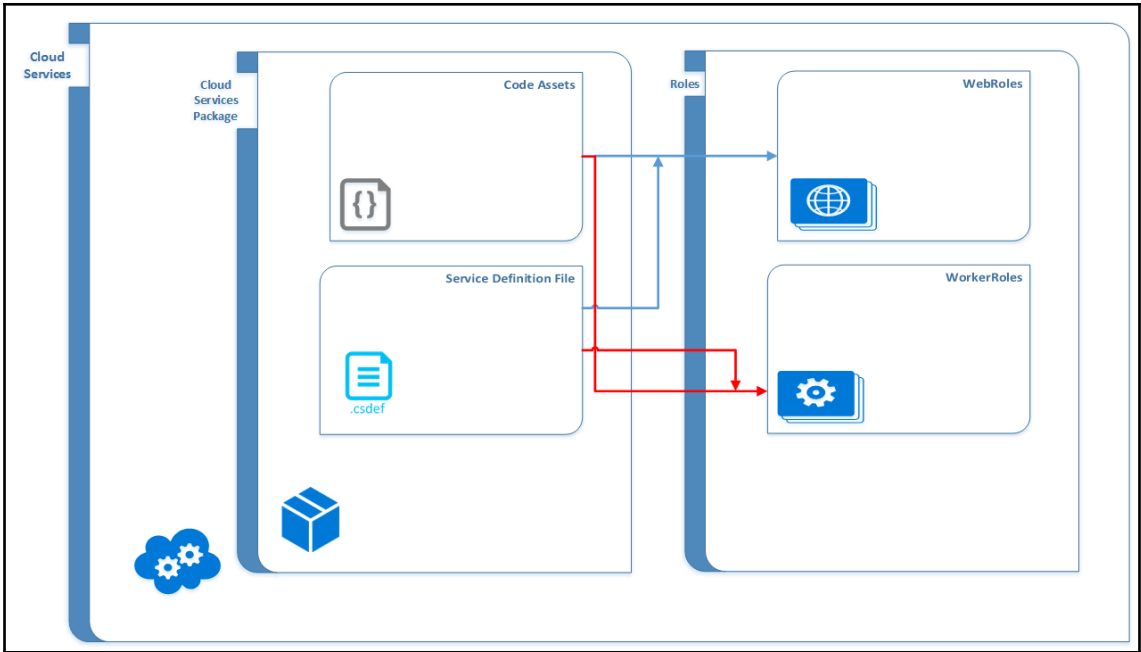 Cloud
Services
Cloud
Services
Package
Code Assets
Service Definition File
.csdef
Roles
WebRoles
WorkerRoles